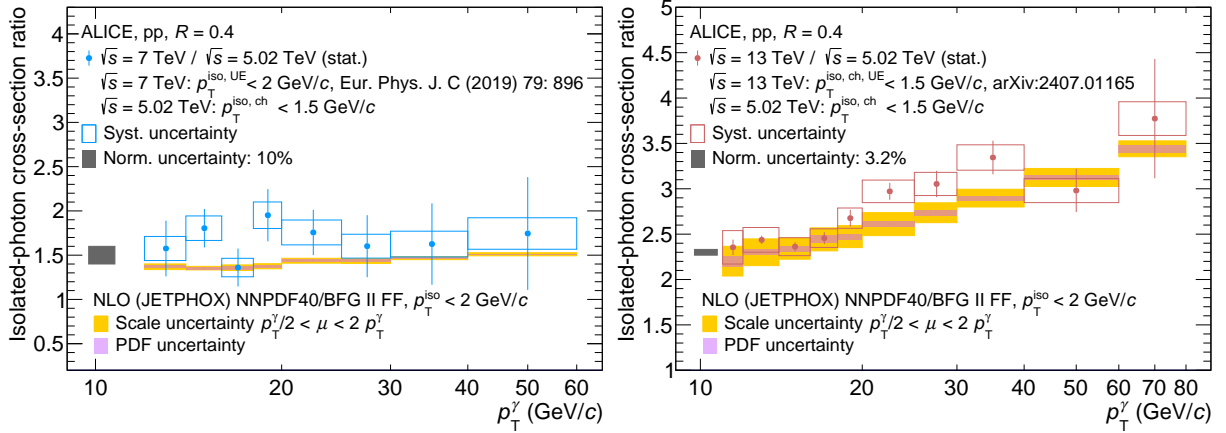 Isolated-photon cross-section ratio
4
3.5
3
2.5
2
1.5
1
0.5
ALICE, pp, R = 0.4
√s = 7 TeV / √s = 5.02 TeV (stat.)
√s = 7 TeV: p_T^{iso, UE} < 2 GeV/c, Eur. Phys. J. C (2019) 79: 896
√s = 5.02 TeV: p_T^{iso, ch} < 1.5 GeV/c
Syst. uncertainty
Norm. uncertainty: 10%
NLO (JETPHOX) NNPDF40/BFG II FF, p_T^{iso} < 2 GeV/c
Scale uncertainty p_T^γ/2 < μ < 2 p_T^γ
PDF uncertainty
10 20 30 40 50 60
p_T^γ (GeV/c)
Isolated-photon cross-section ratio
5
4.5
4
3.5
3
2.5
2
1.5
1
ALICE, pp, R = 0.4
√s = 13 TeV / √s = 5.02 TeV (stat.)
√s = 13 TeV: p_T^{iso, ch, UE} < 1.5 GeV/c, arXiv:2407.01165
√s = 5.02 TeV: p_T^{iso, ch} < 1.5 GeV/c
Syst. uncertainty
Norm. uncertainty: 3.2%
NLO (JETPHOX) NNPDF40/BFG II FF, p_T^{iso} < 2 GeV/c
Scale uncertainty p_T^γ/2 < μ < 2 p_T^γ
PDF uncertainty
10 20 30 40 50 60 70 80
p_T^γ (GeV/c)